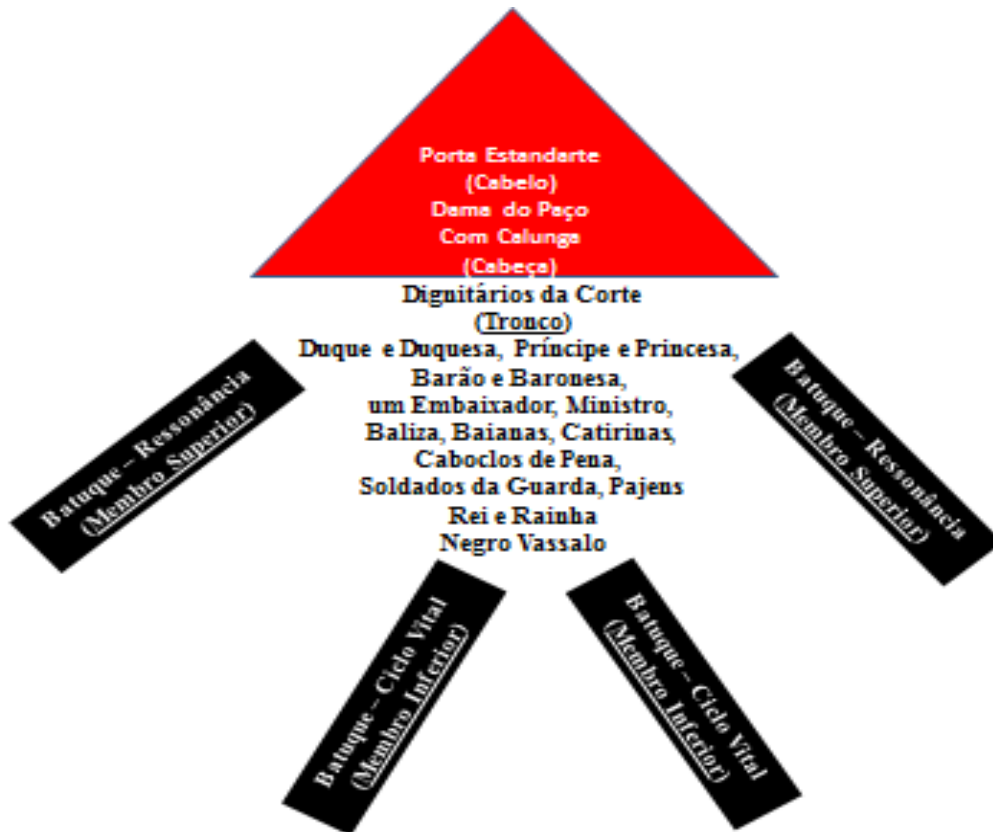 Porta Estandarte
(Cabelo)
Dama do Paço
Com Calunga
(Cabeça)
Dignitários da Corte
(Tronco)
Duque e Duquesa, Príncipe e Princesa,
Barão e Baronesa,
um Embaixador, Ministro,
Baliza, Baianas, Catirinas,
Caboclos de Pena,
Soldados da Guarda, Pajens
Rei e Rainha
Negro Vassalo
Batuque – Ressonância
(Membro Superior)
Batuque – Ressonância
(Membro Superior)
Batuque – Ciclo Vital
(Membro Inferior)
Batuque – Ciclo Vital
(Membro Inferior)